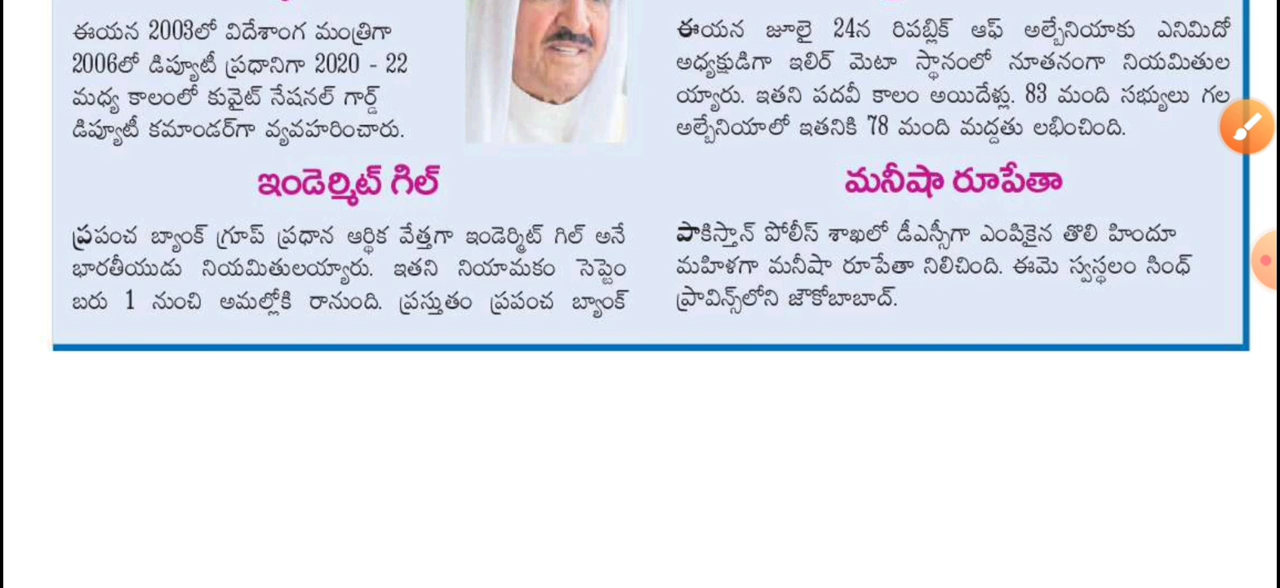 ఈయన 2003లో విదేశాంగ మంత్రిగా
2006లో డిప్యూటీ ప్రధానిగా 2020 - 22
మధ్య కాలంలో కువైట్ నేషనల్ గార్డ్
డిప్యూటీ కమాండర్‌గా వ్యవహరించారు.
ఇండెర్మిట్ గిల్
ప్రపంచ బ్యాంక్ గ్రూప్ ప్రధాన ఆర్థిక వేత్తగా ఇండెర్మిట్ గిల్ అనే
భారతీయుడు నియమితులయ్యారు. ఇతని నియామకం సెప్టెం
బరు 1 నుంచి అమల్లోకి రానుంది. ప్రస్తుతం ప్రపంచ బ్యాంక్
ఈయన జూలై 24న రిపబ్లిక్ ఆఫ్ అల్బేనియాకు ఎనిమిదో
అధ్యక్షుడిగా ఇలిర్ మెటా స్థానంలో నూతనంగా నియమితుల
య్యారు. ఇతని పదవీ కాలం అయిదేళ్లు. 83 మంది సభ్యులు గల
అల్బేనియాలో ఇతనికి 78 మంది మద్దతు లభించింది.
మనీషా రూపేతా
పాకిస్తాన్ పోలీస్ శాఖలో డీఎస్పీగా ఎంపికైన తొలి హిందూ
మహిళగా మనీషా రూపేతా నిలిచింది. ఈమె స్వస్థలం సింధ్
ప్రావిన్స్‌లోని జాకోబాబాద్.